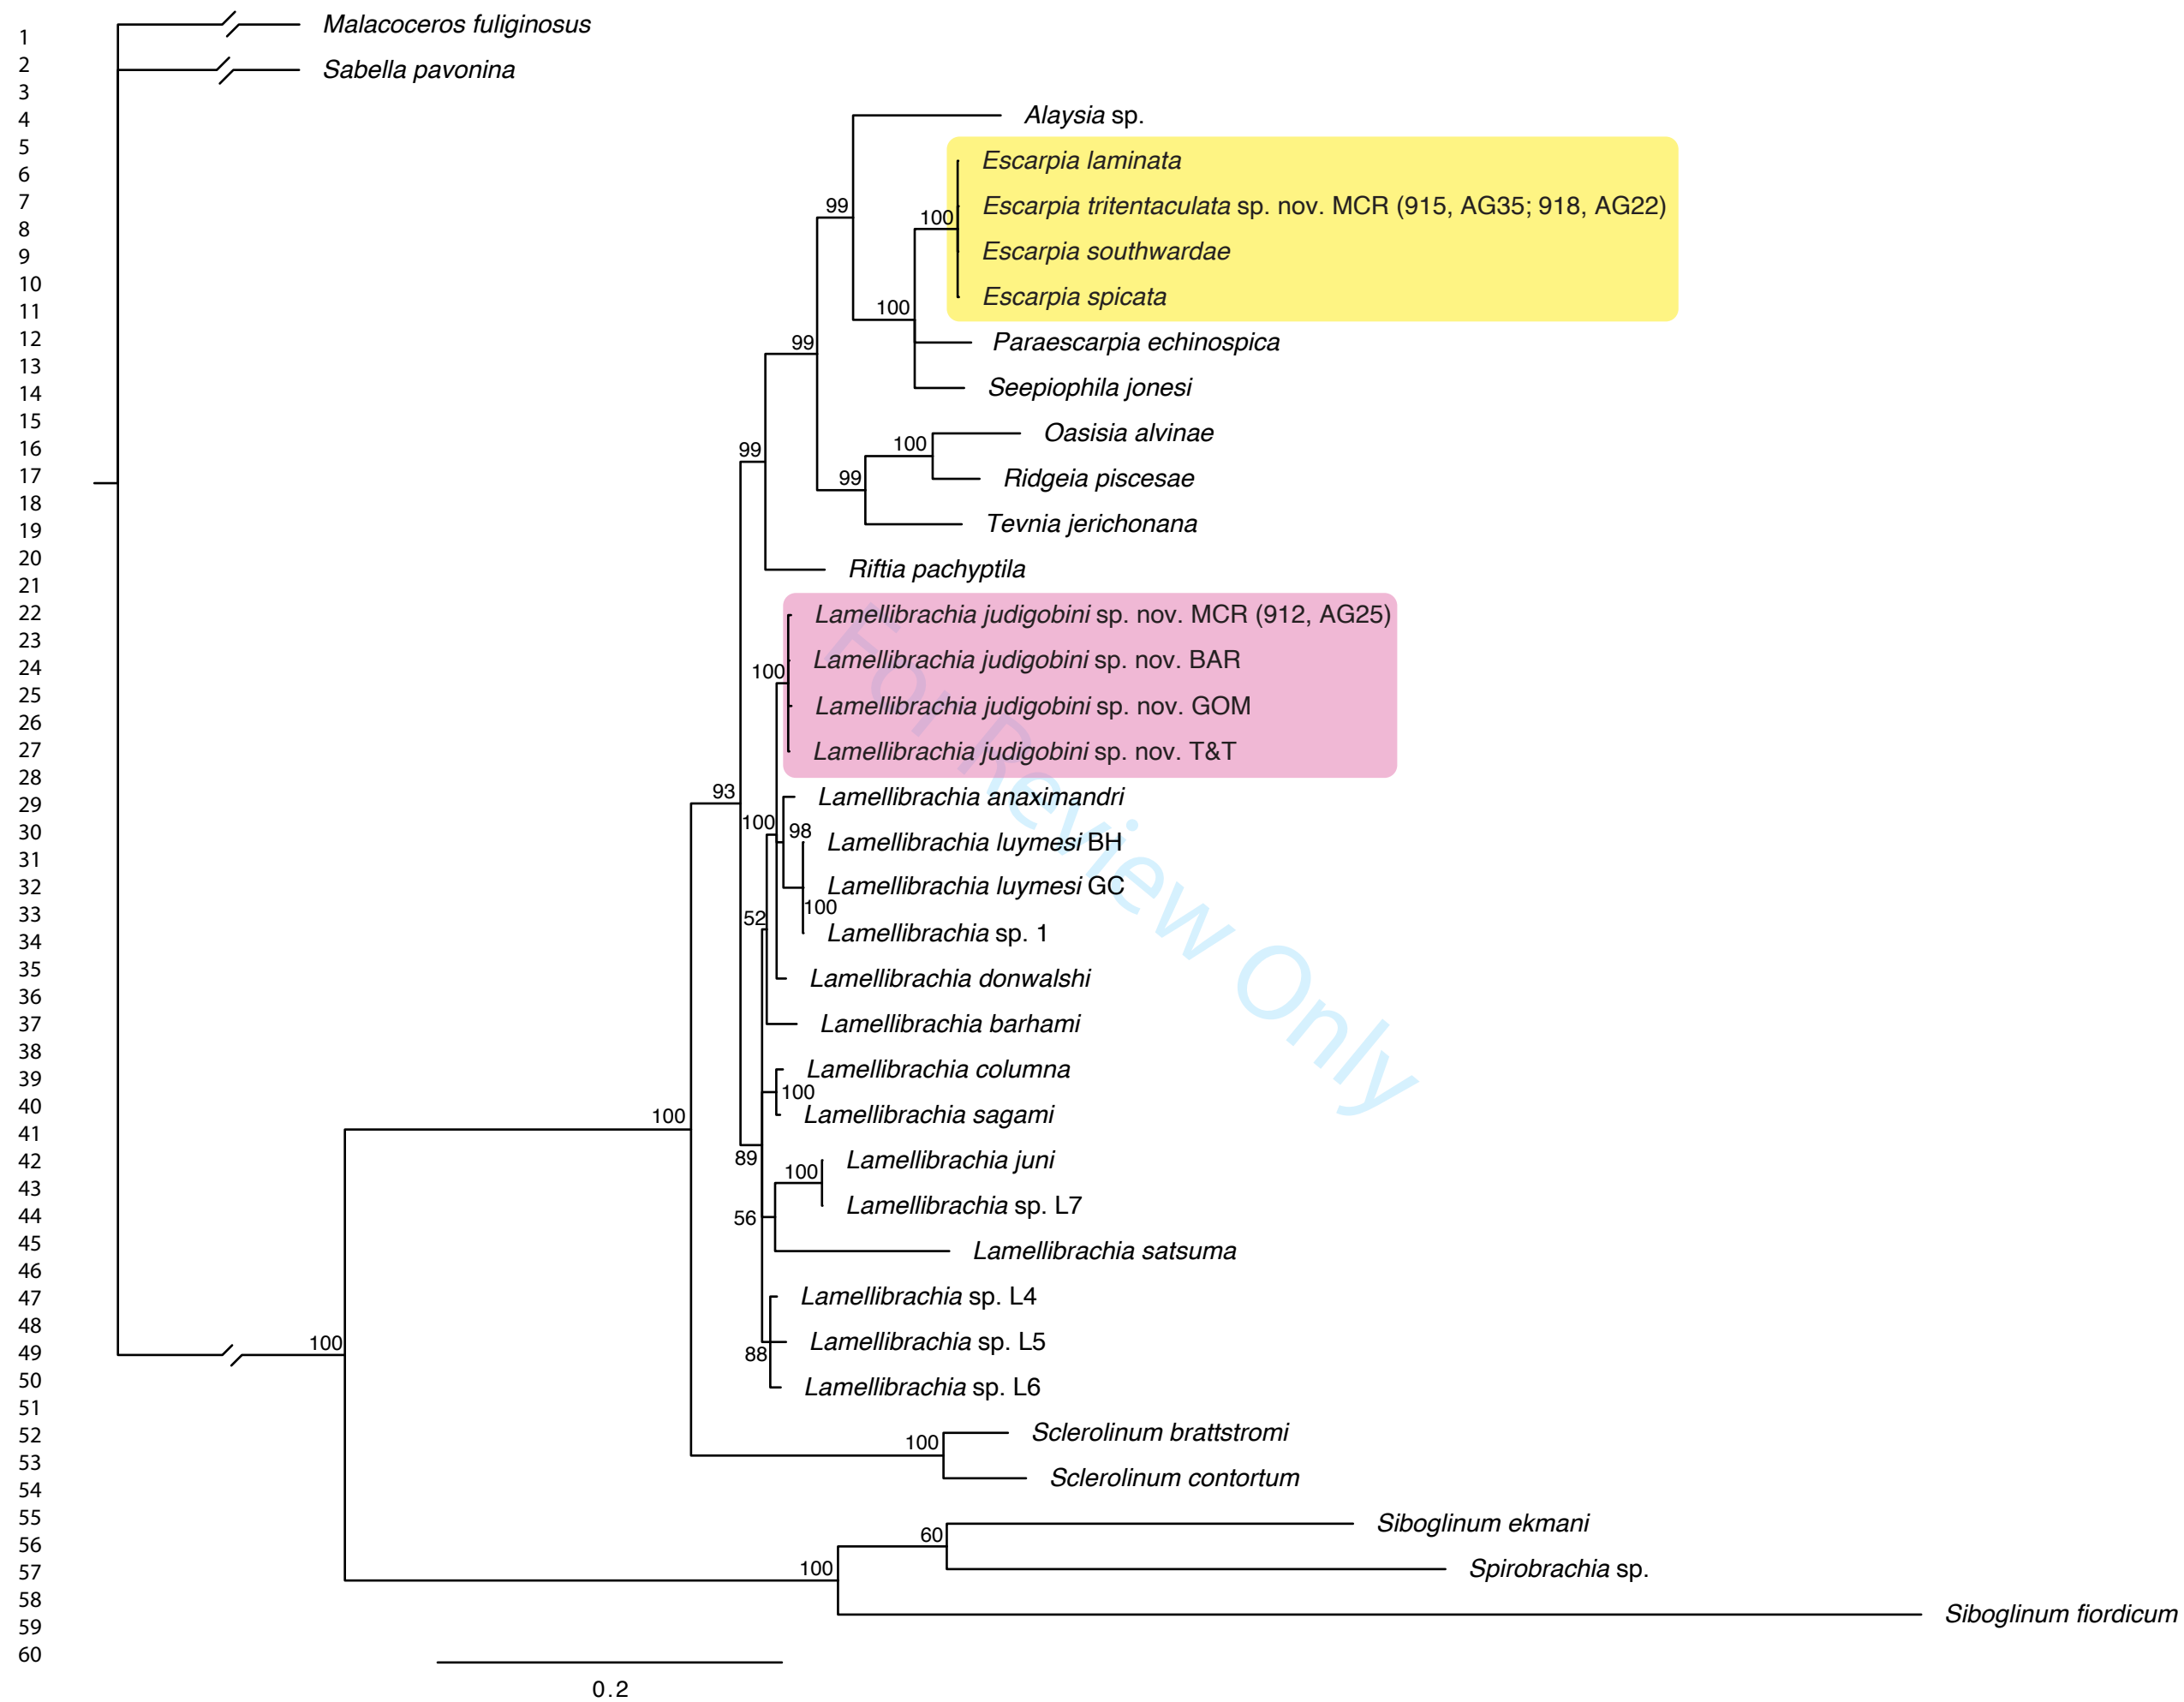 1
2
3
4
5
6
7
8
9
10
11
12
13
14
15
16
17
18
19
20
21
22
23
24
25
26
27
28
29
30
31
32
33
34
35
36
37
38
39
40
41
42
43
44
45
46
47
48
49
50
51
52
53
54
55
56
57
58
59
60
Malacoceros fuliginosus
Sabella pavonina
Alaysia sp.
Escarpia laminata
99
Escarpia tritentaculata sp. nov. MCR (915, AG35; 918, AG22)
100
Escarpia southwardae
Escarpia spicata
100
Paraescarpia echinospica
99
Seepiophila jonesi
Oasisia alvinae
100
99
Ridgeia piscesae
99
Tevnia jerichonana
Riftia pachyptila
Lamellibrachia judigobini sp. nov. MCR (912, AG25)
Lamellibrachia judigobini sp. nov. BAR
100
Lamellibrachia judigobini sp. nov. GOM
Lamellibrachia judigobini sp. nov. T&T
93
Lamellibrachia anaximandri
100
98
Lamellibrachia luymesi BH
Lamellibrachia luymesi GC
100
52
Lamellibrachia sp. 1
Lamellibrachia donwalshi
Lamellibrachia barhami
Lamellibrachia columna
100
Lamellibrachia sagami
100
89
Lamellibrachia juni
100
Lamellibrachia sp. L7
56
Lamellibrachia satsuma
Lamellibrachia sp. L4
Lamellibrachia sp. L5
100
88
Lamellibrachia sp. L6
Sclerolinum brattstromi
100
Sclerolinum contortum
Siboglinum ekmani
60
100
Spirobrachia sp.
Siboglinum fiordicum
0.2
For Review Only